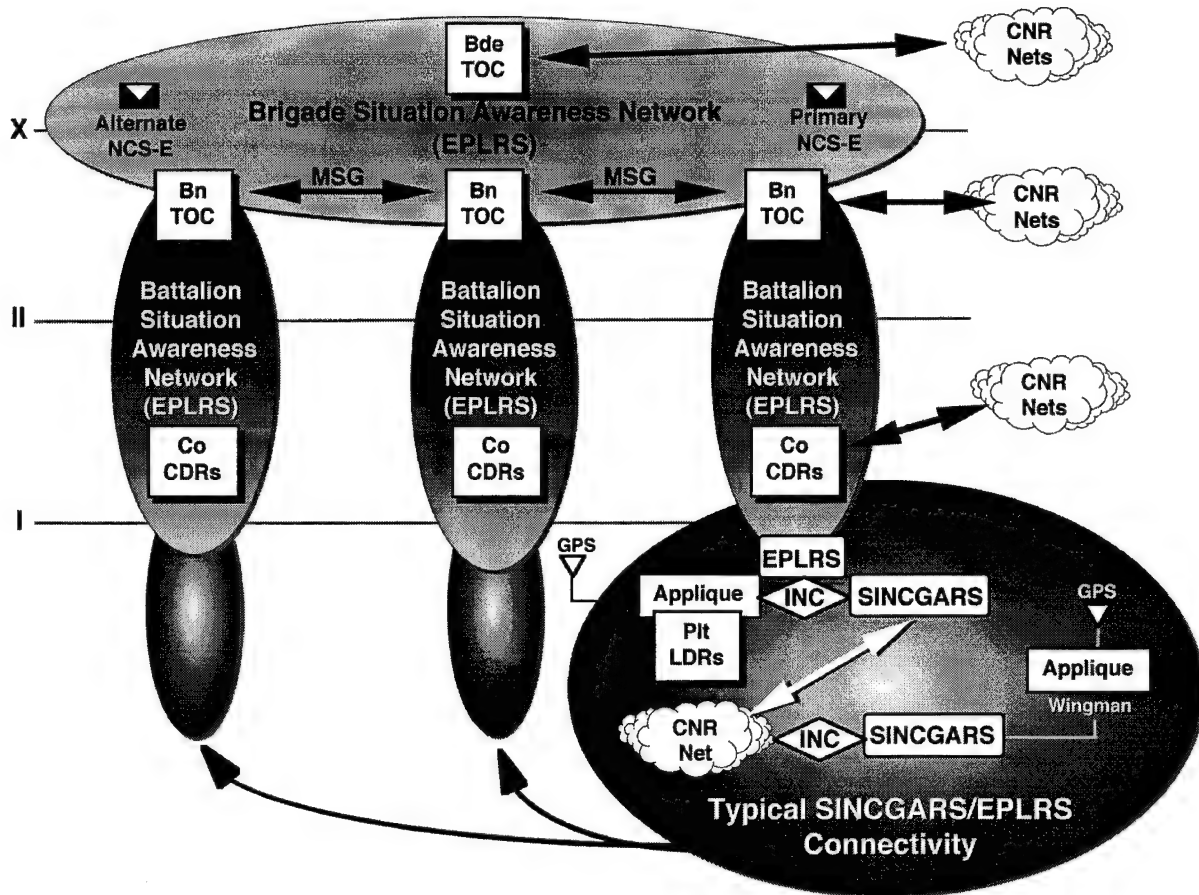 Bde
TOC
CNR
Nets
Alternate
NCS-E
Brigade Situation Awareness Network
(EPLRS)
Primary
NCS-E
X
MSG
MSG
Bn
TOC
Bn
TOC
Bn
TOC
CNR
Nets
Battalion
Situation
Awareness
Network
(EPLRS)
Battalion
Situation
Awareness
Network
(EPLRS)
Battalion
Situation
Awareness
Network
(EPLRS)
II
CNR
Nets
Co
CDRs
Co
CDRs
Co
CDRs
I
GPS
EPLRS
Applique
INC
SINCGARS
GPS
Plt
LDRs
Applique
Wingman
CNR
Net
INC
SINCGARS
Typical SINCGARS/EPLRS
Connectivity